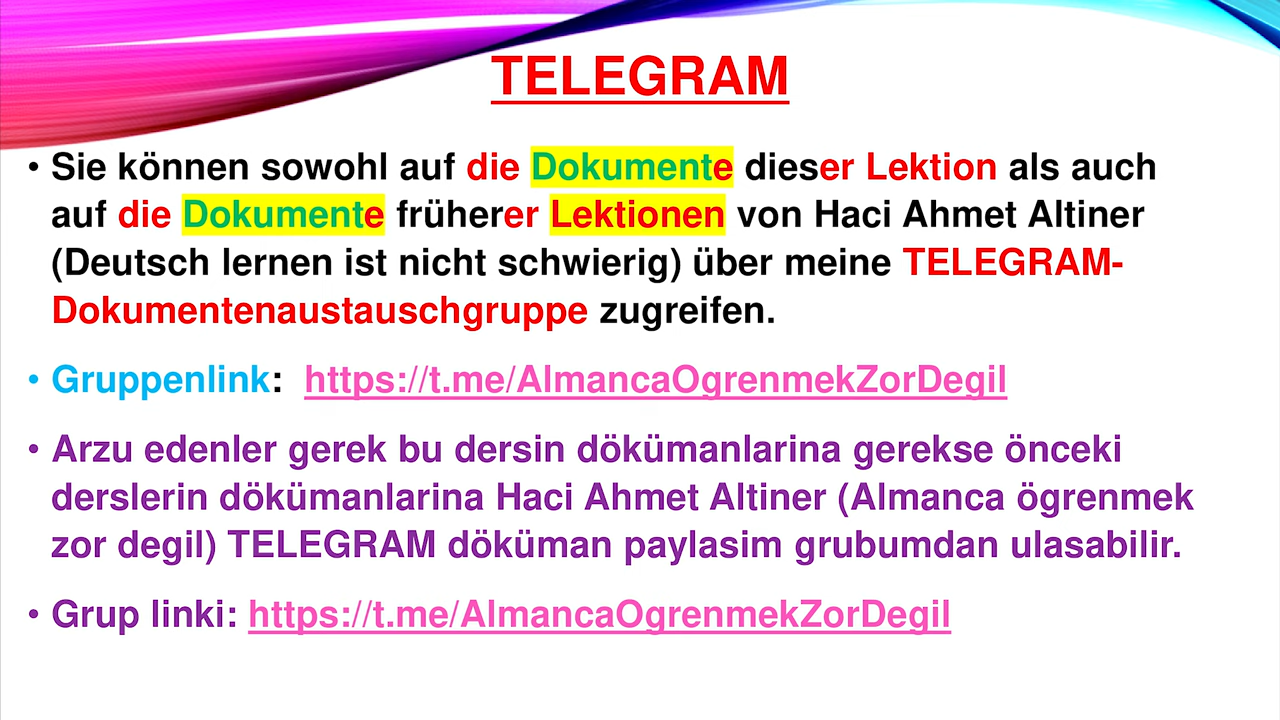 TELEGRAM
• Sie können sowohl auf die Dokumente dieser Lektion als auch
auf die Dokumente früherer Lektionen von Haci Ahmet Altiner
(Deutsch lernen ist nicht schwierig) über meine TELEGRAM-
Dokumentenaustauschgruppe zugreifen.
• Gruppenlink: https://t.me/AlmancaOgrenmekZorDegil
• Arzu edenler gerek bu dersin dökümanlarina gerekse önceki
derslerin dökümanlarina Haci Ahmet Altiner (Almanca ögrenmek
zor degil) TELEGRAM döküman paylasim grubumdan ulasabilir.
• Grup linki: https://t.me/AlmancaOgrenmekZorDegil